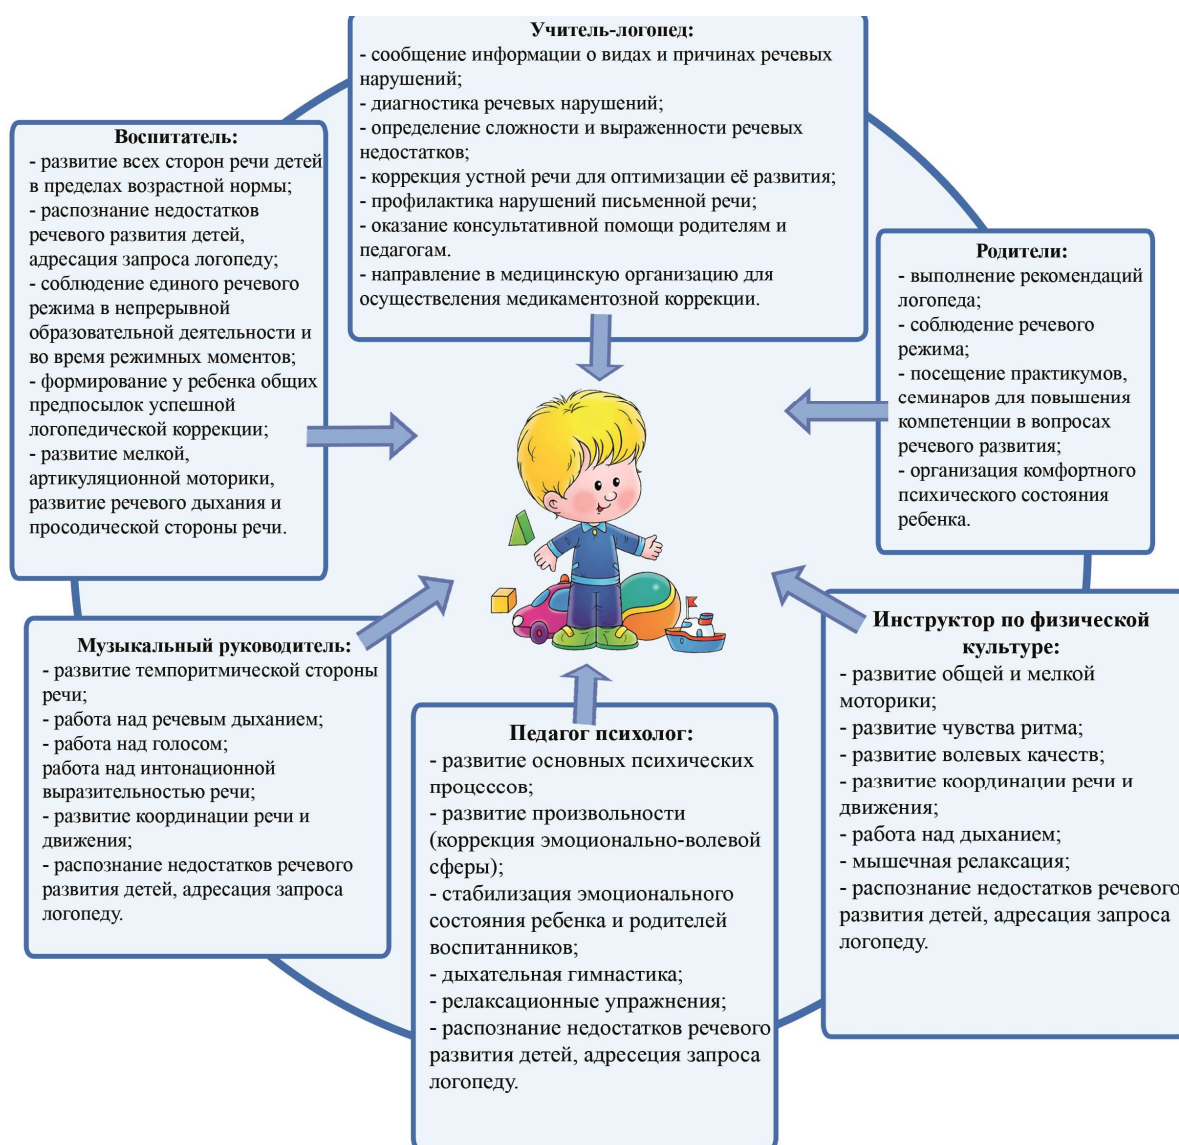 Учитель-логопед:
- сообщение информации о видах и причинах речевых
нарушений;
- диагностика речевых нарушений;
- определение сложности и выраженности речевых
недостатков;
- коррекция устной речи для оптимизации её развития;
- профилактика нарушений письменной речи;
- оказание консультативной помощи родителям и
педагогам.
- направление в медицинскую организацию для
осуществеления медикаментозной коррекции.
Воспитатель:
- развитие всех сторон речи детей
в пределах возрастной нормы;
- распознание недостатков
речевого развития детей,
адресация запроса логопеду;
- соблюдение единого речевого
режима в непрерывной
образовательной деятельности и
во время режимных моментов;
- формирование у ребенка общих
предпосылок успешной
логопедической коррекции;
- развитие мелкой,
артикуляционной моторики,
развитие речевого дыхания и
просодической стороны речи.
Родители:
- выполнение рекомендаций
логопеда;
- соблюдение речевого
режима;
- посещение практикумов,
семинаров для повышения
компетенции в вопросах
речевого развития;
- организация комфортного
психического состояния
ребенка.
Музыкальный руководитель:
- развитие темпоритмической стороны
речи;
- работа над речевым дыханием;
- работа над голосом;
работа над интонационной
выразительностью речи;
- развитие координации речи и
движения;
- распознание недостатков речевого
развития детей, адресация запроса
логопеду.
Педагог психолог:
- развитие основных психических
процессов;
- развитие произвольности
(коррекция эмоционально-волевой
сферы);
- стабилизация эмоционального
состояния ребенка и родителей
воспитанников;
- дыхательная гимнастика;
- релаксационные упражнения;
- распознание недостатков речевого
развития детей, адресеция запроса
логопеду.
Инструктор по физической
культуре:
- развитие общей и мелкой
моторики;
- развитие чувства ритма;
- развитие волевых качеств;
- развитие координации речи и
движения;
- работа над дыханием;
- мышечная релаксация;
- распознание недостатков речевого
развития детей, адресация запроса
логопеду.